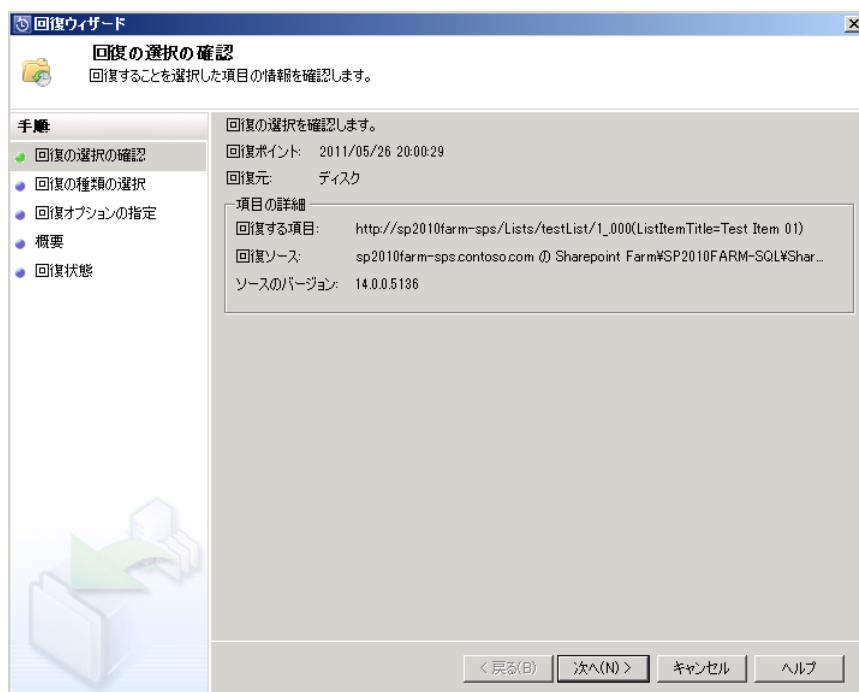 回復ウィザード
回復の選択の確認
回復することを選択した項目の情報を確認します。
手順
回復の選択の確認
回復の種類の選択
回復オプションの指定
概要
回復状態
回復の選択を確認します。
回復ポイント: 2011/05/26 20:00:29
回復元: ディスク
項目の詳細
回復する項目: http://sp2010farm-sps/Lists/testList/1_.000(ListItemTitle=Test Item 01)
回復ソース: sp2010farm-sps.contoso.com の Sharepoint Farm¥SP2010FARM-SQL¥Shar...
ソースのバージョン: 14.0.0.5136
< 戻る(B) 次へ(N) > キャンセル ヘルプ